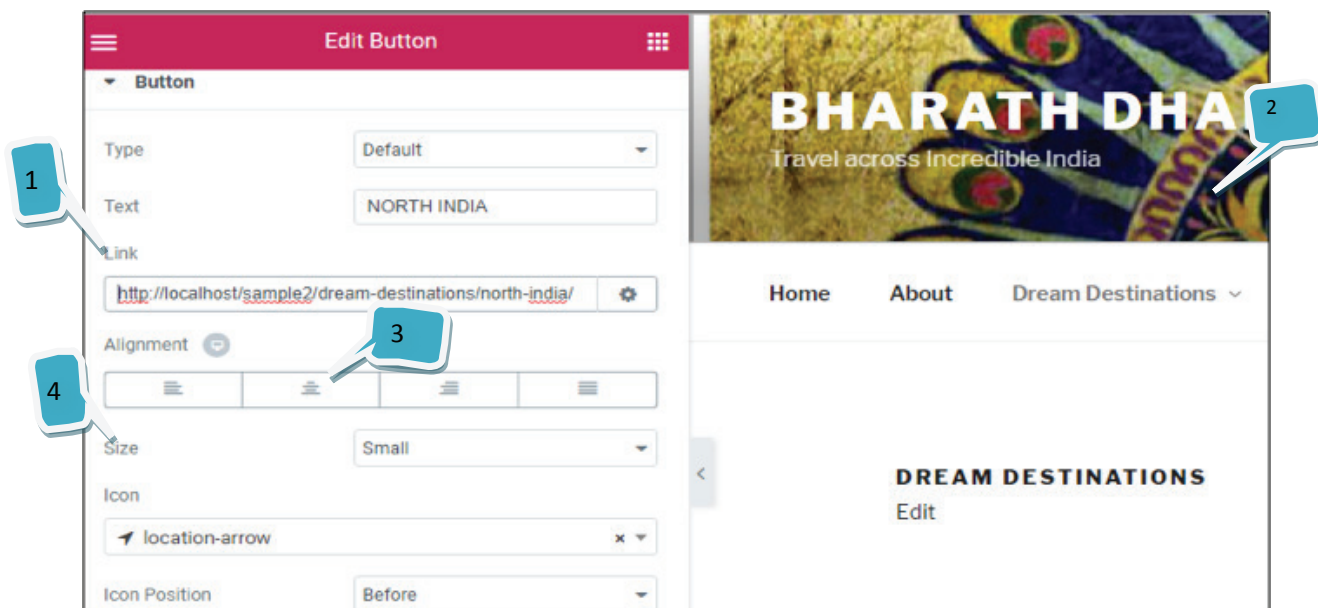 Edit Button
Button
Type Default
Text NORTH INDIA
1
Link
http://localhost/sample2/dream-destinations/north-india/
Alignment
3
4
Size Small
Icon
location-arrow
Icon Position Before
BHARATH DHA
2
Travel across Incredible India
Home About Dream Destinations
DREAM DESTINATIONS
Edit